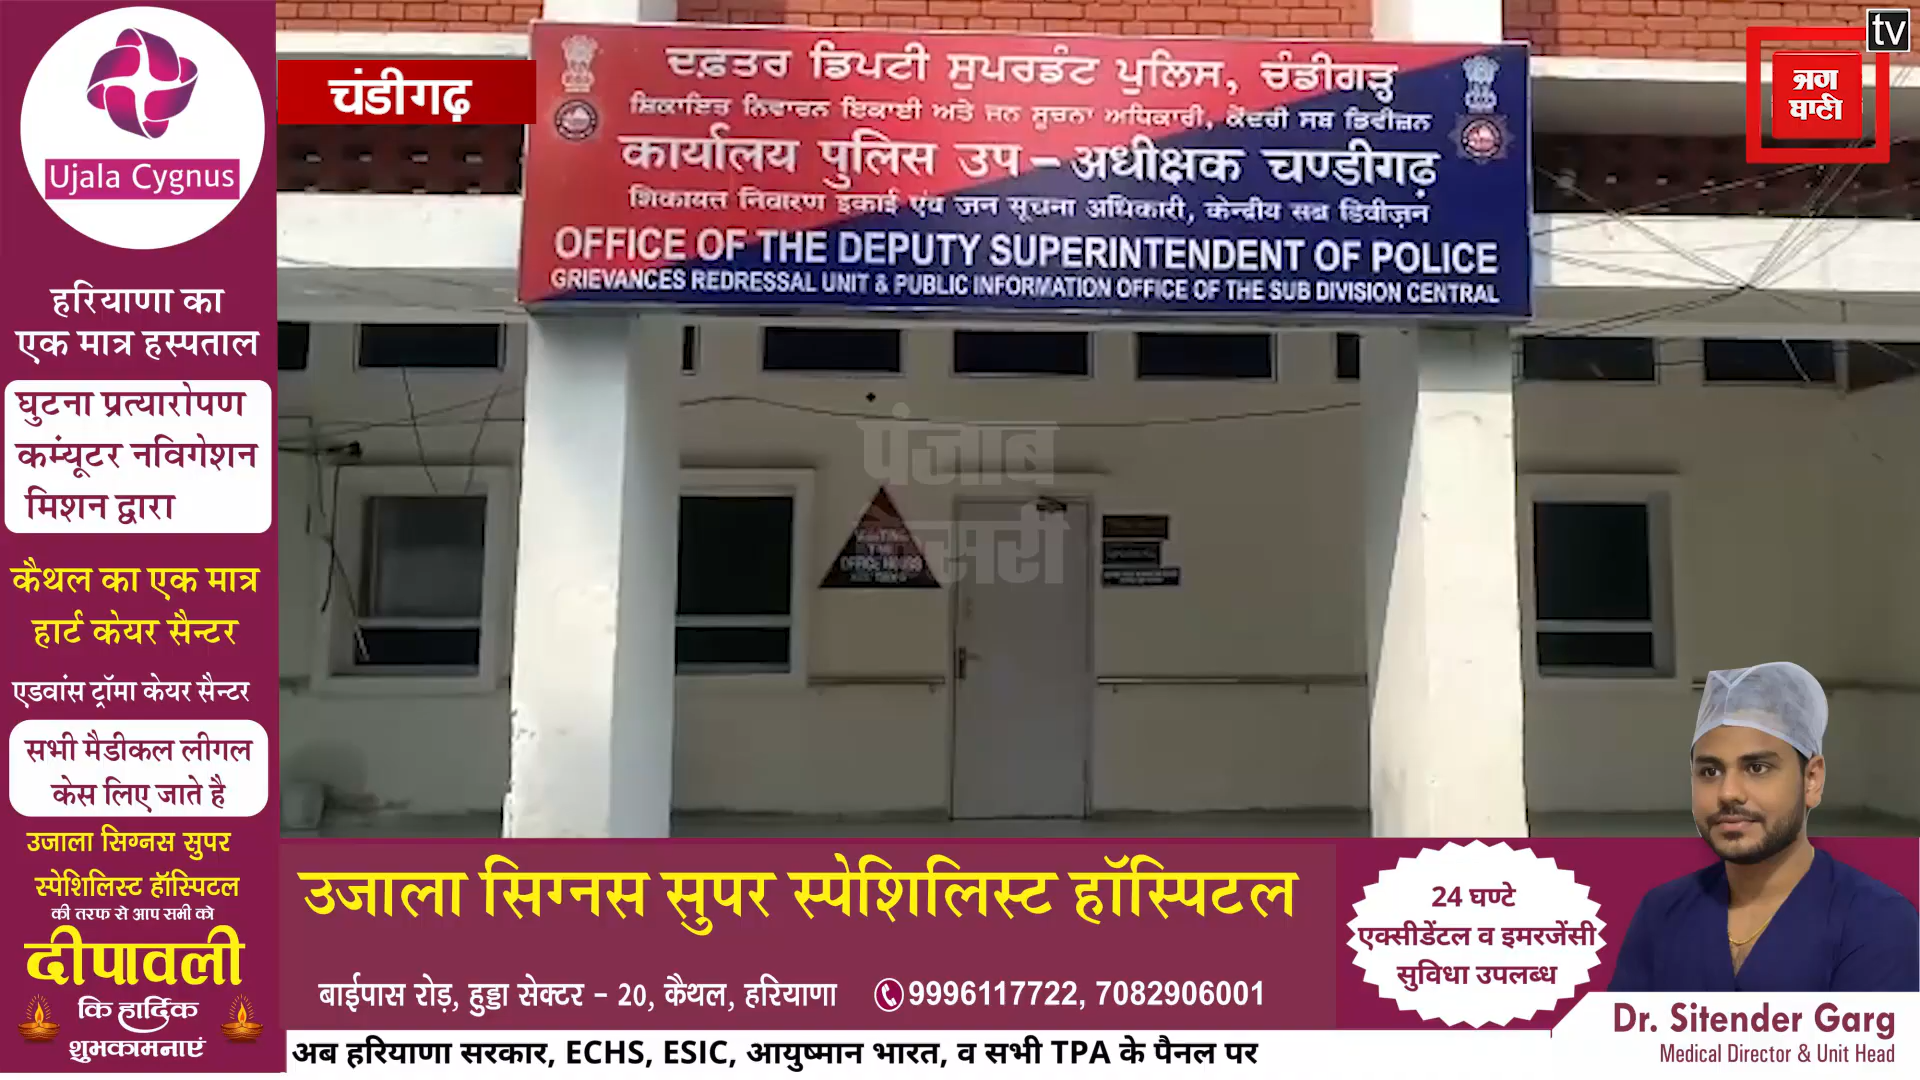 Ujala Cygnus
हरियाणा का
एक मात्र हस्पताल
घुटना प्रत्यारोपण
कम्प्यूटर नविगेशन
मिशन द्वारा
कैथल का एक मात्र
हार्ट केयर सैन्टर
एडवांस ट्रॉमा केयर सैन्टर
सभी मैडीकल लीगल
केस लिए जाते है
उजाला सिग्नस सुपर
स्पेशिलिस्ट हॉस्पिटल
की तरफ से आप सभी को
दीपावली
कि हार्दिक
शुभकामनाएं
चंडीगढ़
ਦਫ਼ਤਰ ਡਿਪਟੀ ਸੁਪਰਡੰਟ ਪੁਲਿਸ, ਚੰਡੀਗੜ੍ਹ
ਸ਼ਿਕਾਇਤ ਨਿਵਾਰਨ ਇਕਾਈ ਅਤੇ ਜਨ ਸੂਚਨਾ ਅਧਿਕਾਰੀ, ਕੇਂਦਰੀ ਸਬ ਡਿਵੀਜ਼ਨ
कार्यालय पुलिस उप – अधीक्षक चण्डीगढ़
शिकायत निवारण इकाई एंव जन सूचना अधिकारी, केन्द्रीय सब डिवीज़न
OFFICE OF THE DEPUTY SUPERINTENDENT OF POLICE
GRIEVANCES REDRESSAL UNIT & PUBLIC INFORMATION OFFICE OF THE SUB DIVISION CENTRAL
tv
पंजाब
केसरी
OFFICE HOURS
उजाला सिग्नस सुपर स्पेशिलिस्ट हॉस्पिटल
बाईपास रोड़, हुड्डा सेक्टर – 20, कैथल, हरियाणा 9996117722, 7082906001
24 घण्टे
एक्सीडेंटल व इमरजेंसी
सुविधा उपलब्ध
Dr. Sitender Garg
Medical Director & Unit Head
अब हरियाणा सरकार, ECHS, ESIC, आयुष्मान भारत, व सभी TPA के पैनल पर